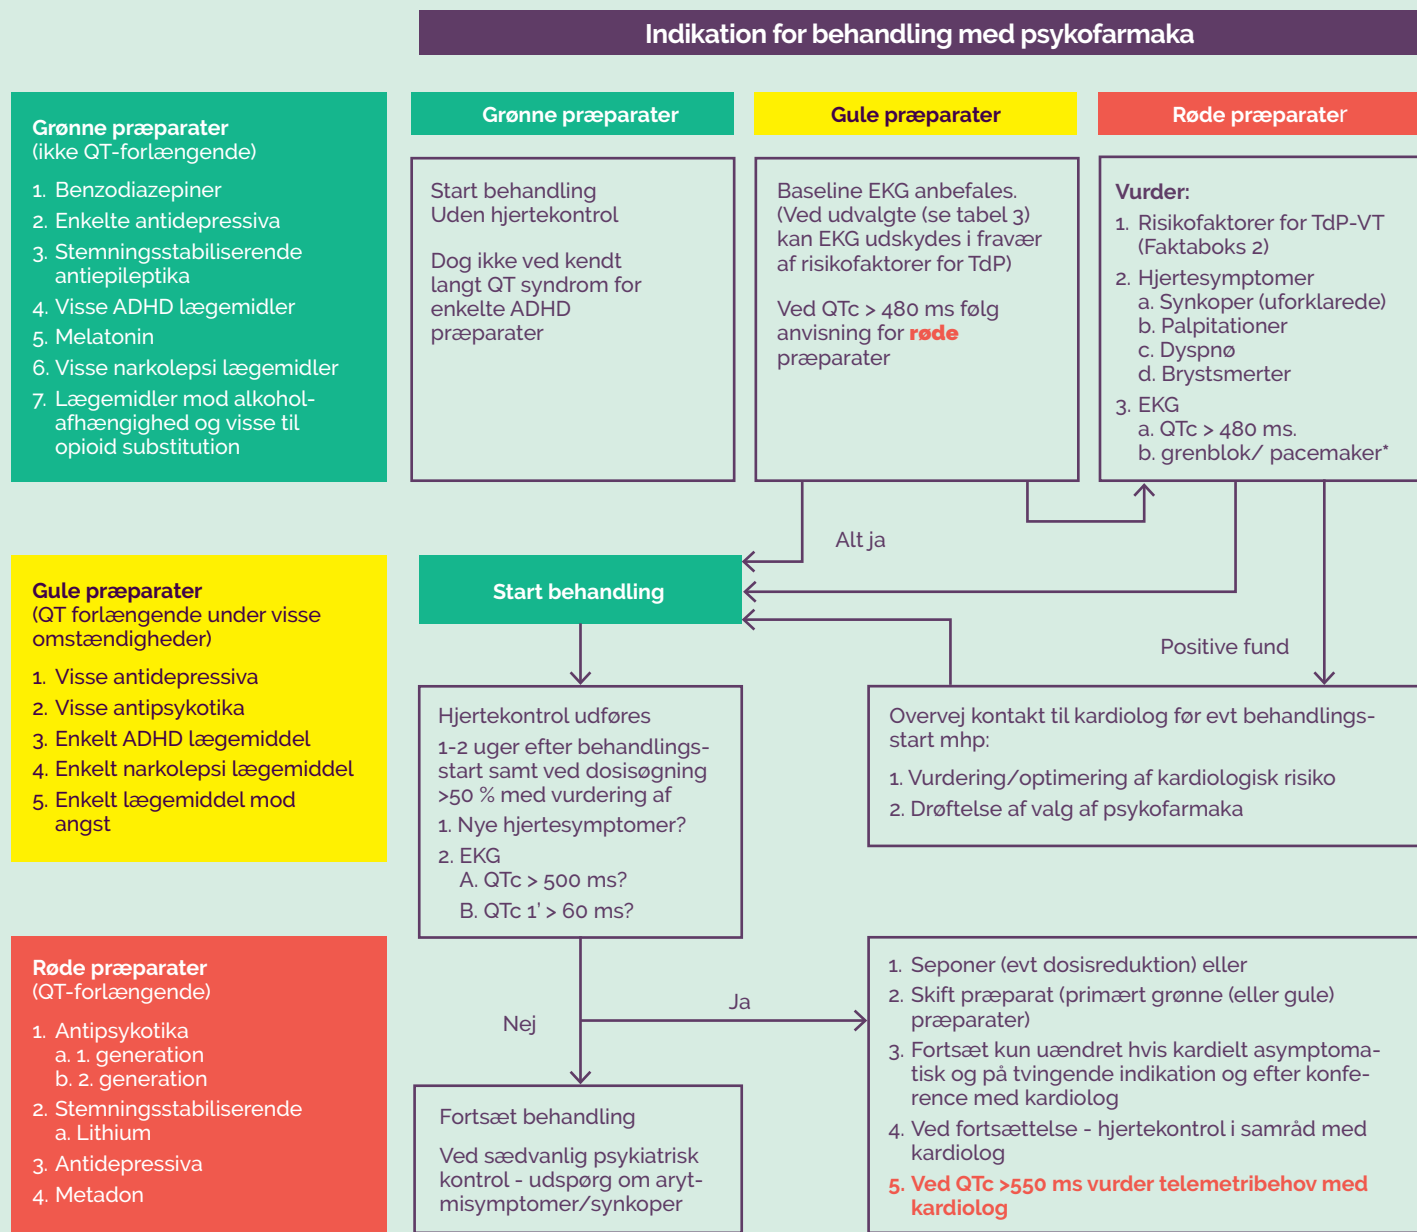 Indikation for behandling med psykofarmaka
Grønne præparater
(ikke QT-forlængende)
1. Benzodiazepiner
2. Enkelte antidepressiva
3. Stemningsstabiliserende
antiepileptika
4. Visse ADHD lægemidler
5. Melatonin
6. Visse narkolepsi lægemidler
7. Lægemidler mod alkohol-
afhængighed og visse til
opioid substitution
Grønne præparater
Start behandling
Uden hjertekontrol
Dog ikke ved kendt
langt QT syndrom for
enkelte ADHD
præparater
Gule præparater
Baseline EKG anbefales.
(Ved udvalgte (se tabel 3)
kan EKG udskydes i fravær
af risikofaktorer for TdP)
Ved QTc > 480 ms følg
anvisning for røde
præparater
Røde præparater
Vurder:
1. Risikofaktorer for TdP-VT
(Faktaboks 2)
2. Hjertesymptomer
a. Synkoper (uforklarede)
b. Palpitationer
c. Dyspnø
d. Brystsmerter
3. EKG
a. QTc > 480 ms.
b. grenblok/ pacemaker*
Alt ja
Gule præparater
(QT forlængende under visse
omstændigheder)
1. Visse antidepressiva
2. Visse antipsykotika
3. Enkelt ADHD lægemiddel
4. Enkelt narkolepsi lægemiddel
5. Enkelt lægemiddel mod
angst
Start behandling
Positive fund
Hjertekontrol udføres
1-2 uger efter behandlings-
start samt ved dosisøgning
>50 % med vurdering af
1. Nye hjertesymptomer?
2. EKG
A. QTc > 500 ms?
B. QTc 1' > 60 ms?
Overvej kontakt til kardiolog før evt behandlings-
start mhp:
1. Vurdering/optimering af kardiologisk risiko
2. Drøftelse af valg af psykofarmaka
Røde præparater
(QT-forlængende)
1. Antipsykotika
a. 1. generation
b. 2. generation
2. Stemningsstabiliserende
a. Lithium
3. Antidepressiva
4. Metadon
Nej
Ja
Fortsæt behandling
Ved sædvanlig psykiatrisk
kontrol - udspørg om aryt-
misymptomer/synkoper
1. Seponer (evt dosisreduktion) eller
2. Skift præparat (primært grønne (eller gule)
præparater)
3. Fortsæt kun uændret hvis kardielt asymptoma-
tisk og på tvingende indikation og efter konfe-
rence med kardiolog
4. Ved fortsættelse - hjertekontrol i samråd med
kardiolog
5. Ved QTc >550 ms vurder telemetribehov med
kardiolog